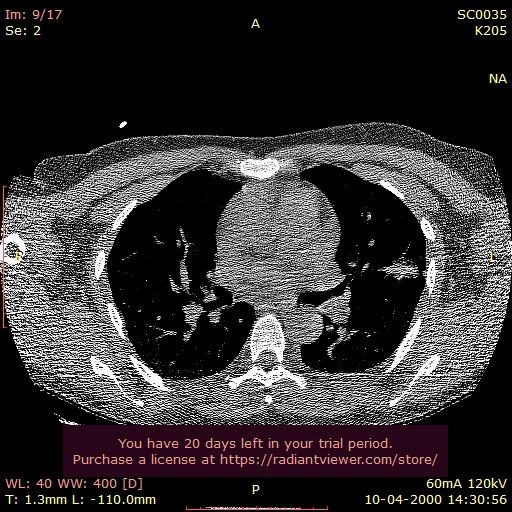 Im: 9/17
Se: 2
A
SC0035
K205
NA
R
L
You have 20 days left in your trial period.
Purchase a license at https://radiantviewer.com/store/
WL: 40 WW: 400 [D]
T: 1.3mm L: -110.0mm
P
60mA 120kV
10-04-2000 14:30:56